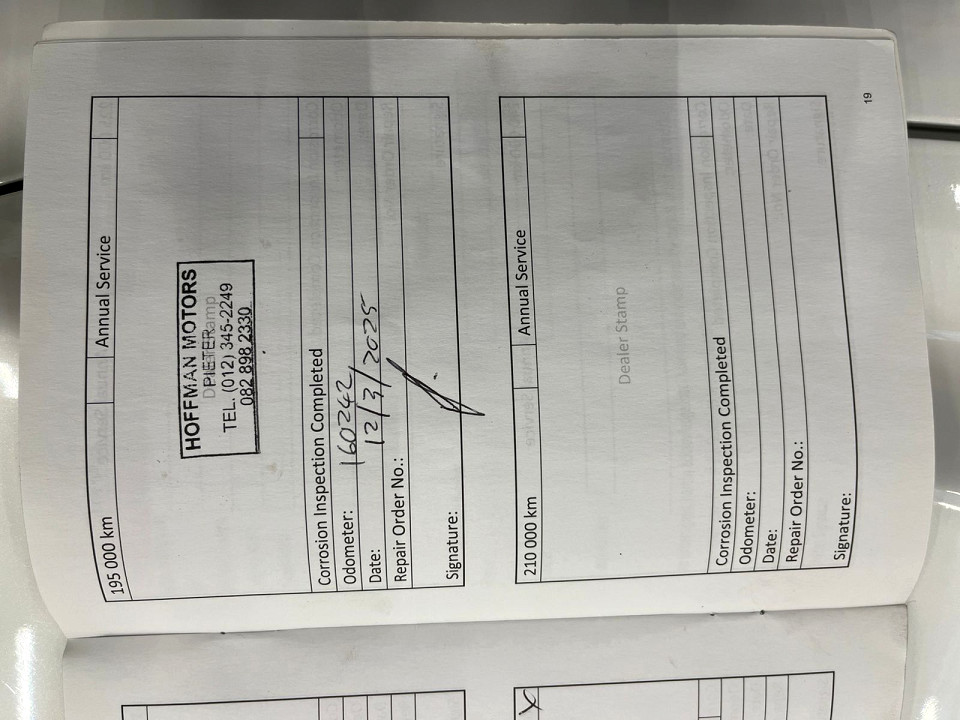 195 000 km Annual Service
HOFFMAN MOTORS
PIETER
TEL. (012) 345-2249
082 898 2330
Corrosion Inspection Completed
Odometer: 160242
Date: 12/3/2025
Repair Order No.:
Signature:
210 000 km Annual Service
Dealer Stamp
Corrosion Inspection Completed
Odometer:
Date:
Repair Order No.:
Signature:
19